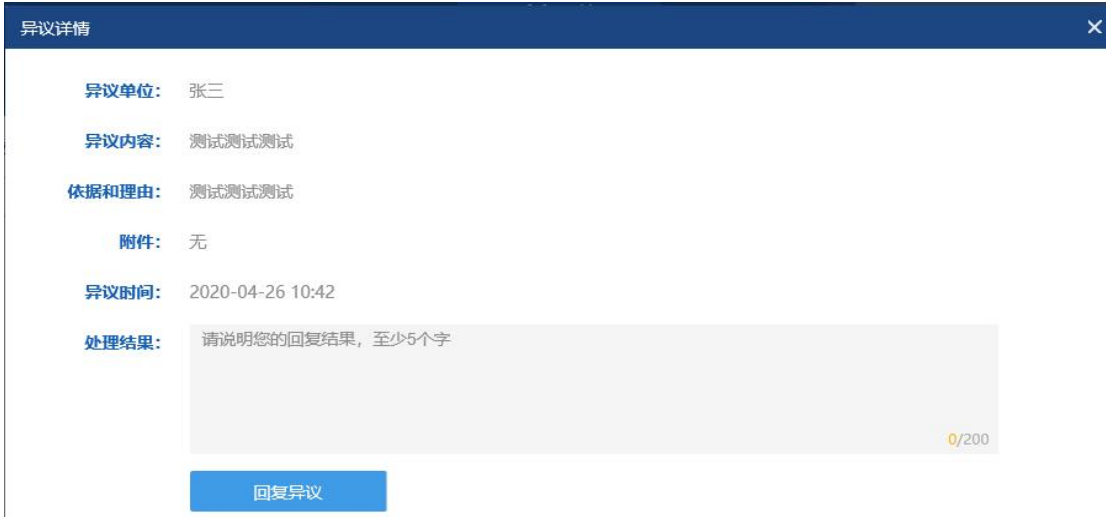 异议详情
异议单位: 张三
异议内容: 测试测试测试
依据和理由: 测试测试测试
附件: 无
异议时间: 2020-04-26 10:42
处理结果: 请说明您的回复结果，至少5个字
0/200
回复异议